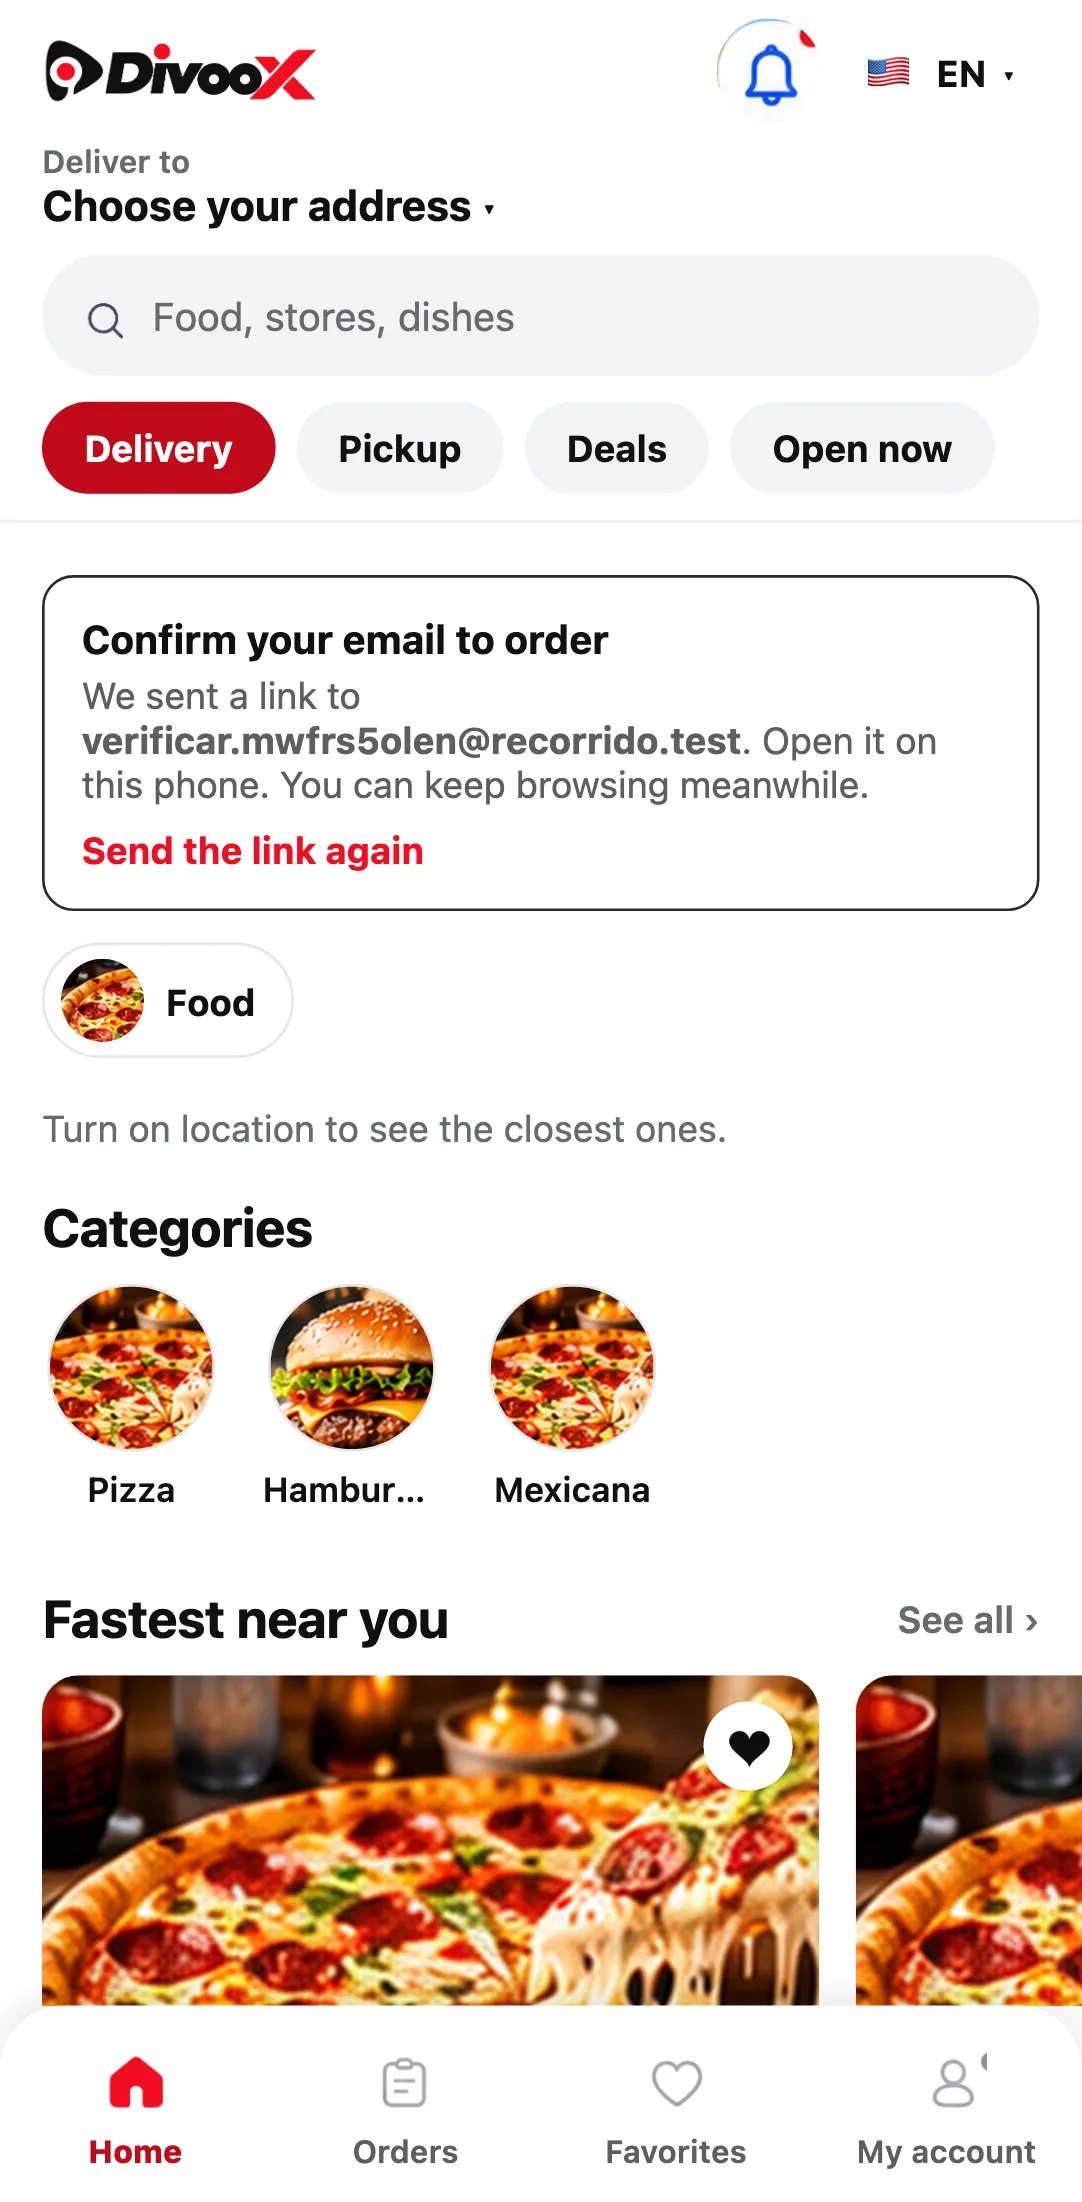 DivooX
EN
Deliver to
Choose your address
Food, stores, dishes
Delivery
Pickup
Deals
Open now
Confirm your email to order
We sent a link to
verificar.mwfrs5olen@recorrido.test. Open it on
this phone. You can keep browsing meanwhile.
Send the link again
Food
Turn on location to see the closest ones.
Categories
Pizza
Hambur...
Mexicana
Fastest near you
See all ›
Home
Orders
Favorites
My account